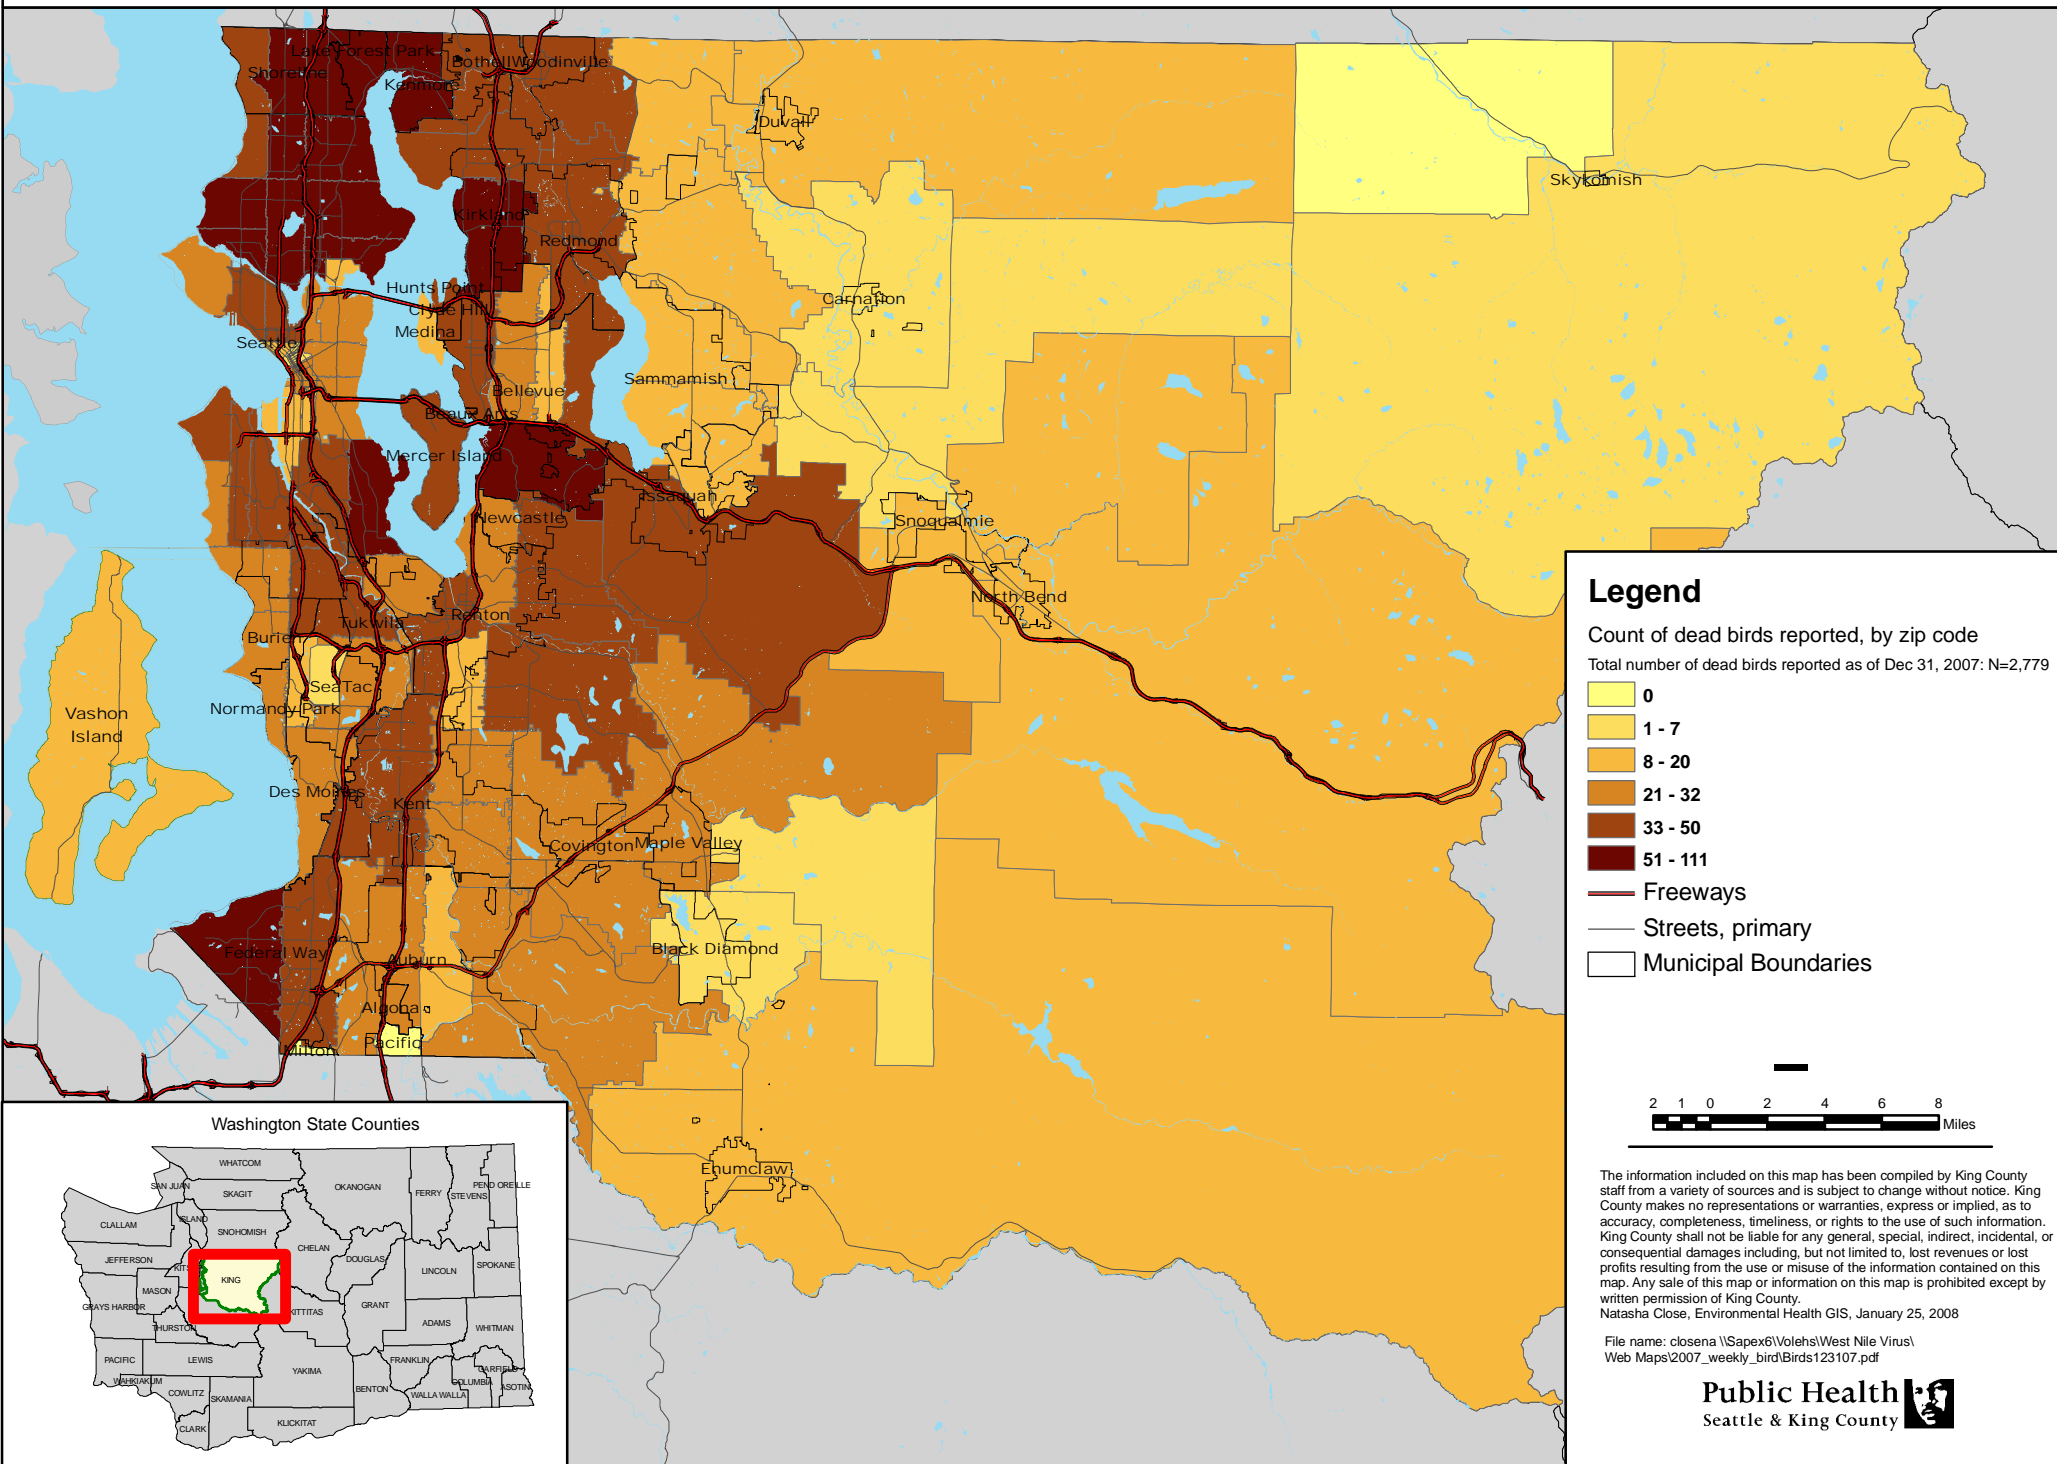 Lake Forest Park
Shoreline
Kenmore
Bothell
Woodinville
Duvall
Skykomish
Kirkland
Redmond
Hunts Point
Clyde Hill
Medina
Carnation
Seattle
Sammamish
Bellevue
Beaux Arts
Mercer Island
Issaquah
Newcastle
Snoqualmie
North Bend
Renton
Tukwila
Burien
SeaTac
Normandy Park
Vashon
Island
Des Moines
Kent
Covington
Maple Valley
Black Diamond
Federal Way
Auburn
Algona
Pacific
Milton
Enumclaw
Legend
Count of dead birds reported, by zip code
Total number of dead birds reported as of Dec 31, 2007: N=2,779
0
1 - 7
8 - 20
21 - 32
33 - 50
51 - 111
Freeways
Streets, primary
Municipal Boundaries
2 1 0 2 4 6 8
Miles
The information included on this map has been compiled by King County
staff from a variety of sources and is subject to change without notice. King
County makes no representations or warranties, express or implied, as to
accuracy, completeness, timeliness, or rights to the use of such information.
King County shall not be liable for any general, special, indirect, incidental, or
consequential damages including, but not limited to, lost revenues or lost
profits resulting from the use or misuse of the information contained on this
map. Any sale of this map or information on this map is prohibited except by
written permission of King County.
Natasha Close, Environmental Health GIS, January 25, 2008
File name: closena \\Sapex6\Volehs\West Nile Virus\
Web Maps\2007_weekly_bird\Birds123107.pdf
Public Health
Seattle & King County
Washington State Counties
WHATCOM
SAN JUAN
SKAGIT
OKANOGAN
FERRY
STEVENS
PEND OREILLE
CLALLAM
ISLAND
SNOHOMISH
CHELAN
JEFFERSON
KITS
DOUGLAS
LINCOLN
SPOKANE
KING
MASON
GRAYS HARBOR
KITTITAS
GRANT
THURSTON
ADAMS
WHITMAN
PACIFIC
LEWIS
YAKIMA
FRANKLIN
GARFIELD
WAHKIAKUM
COWLITZ
SKAMANIA
BENTON
WALLA WALLA
COLUMBIA
ASOTIN
CLARK
KLICKITAT